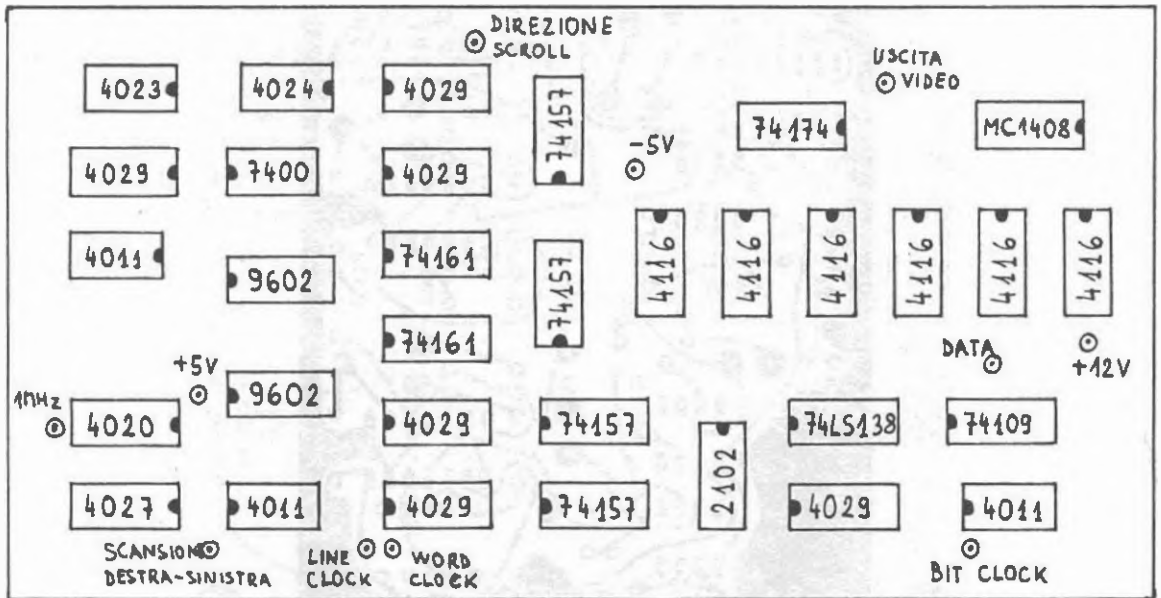 DIREZIONE
SCROLL
USCITA
VIDEO
4023
4024
4029
74157
74174
MC1408
4029
7400
4029
-5V
4011
9602
74161
74157
4116
4116
4116
4116
4116
4116
74161
DATA
+12V
+5V
9602
1MHz
4020
4029
74157
2102
74LS138
74109
4027
4011
4029
74157
4029
4011
SCANSIONE
DESTRA-SINISTRA
LINE
CLOCK
WORD
CLOCK
BIT CLOCK